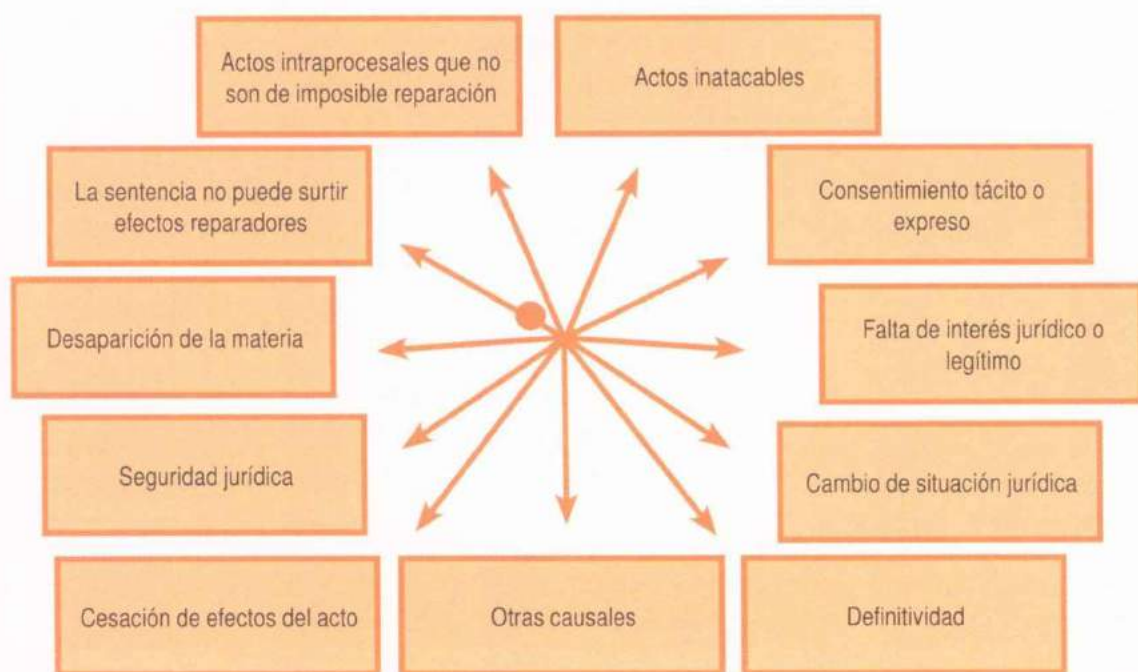 Actos intraprocesales que no
son de imposible reparación
Actos inatacables
La sentencia no puede surtir
efectos reparadores
Consentimiento tácito o
expreso
Desaparición de la materia
Falta de interés jurídico o
legítimo
Seguridad jurídica
Cambio de situación jurídica
Cesación de efectos del acto
Otras causales
Definitividad